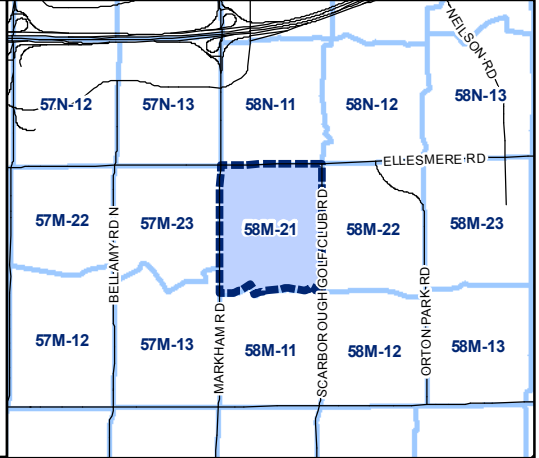 NEILSON RD
57N-12
57N-13
58N-11
58N-12
58N-13
ELLESMERE RD
57M-22
57M-23
58M-21
58M-22
58M-23
BELLAMY RD N
MARKHAM RD
SCARBOROUGH GOLF CLUB RD
ORTON PARK RD
57M-12
57M-13
58M-11
58M-12
58M-13